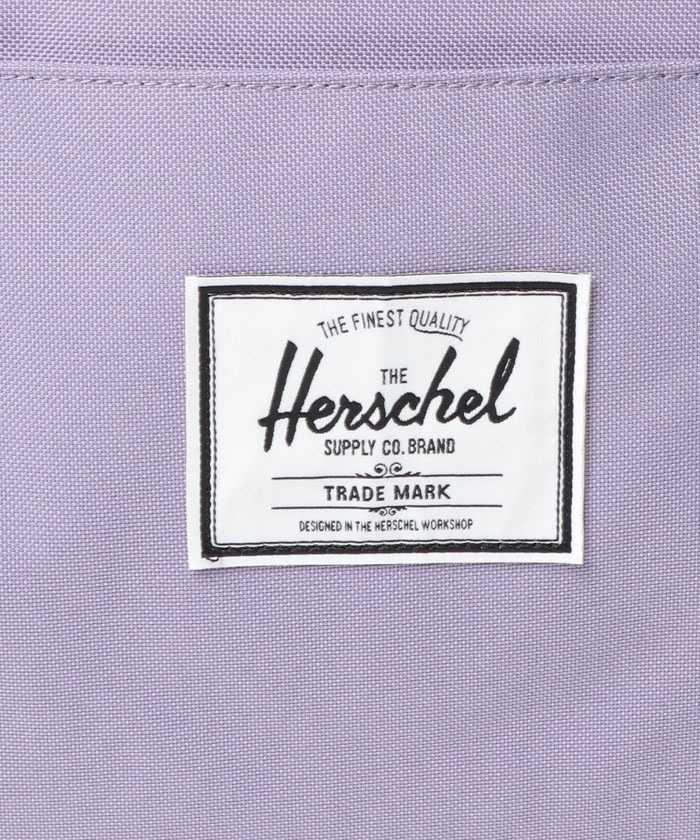 THE FINEST QUALITY
THE
Herschel
SUPPLY CO. BRAND
TRADE MARK
DESIGNED IN THE HERSCHEL WORKSHOP